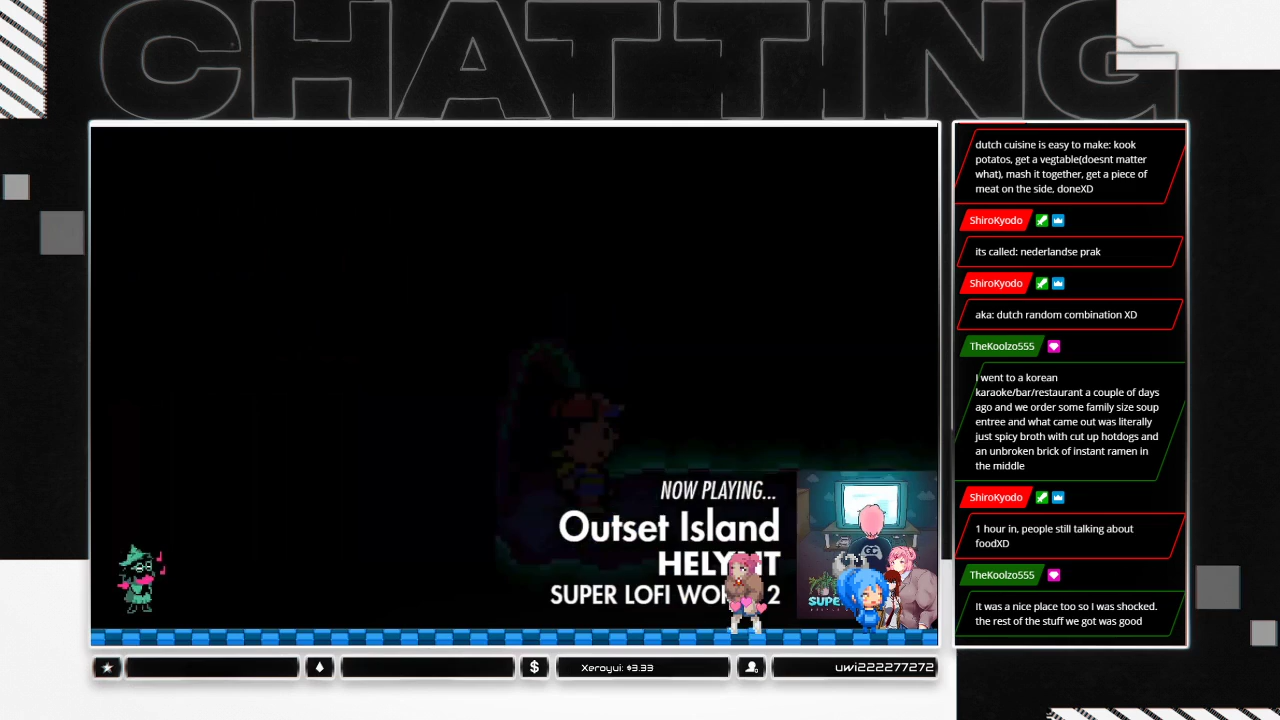 CHATTING
dutch cuisine is easy to make: kook
potatos, get a vegtable(doesnt matter
what), mash it together, get a piece of
meat on the side, doneXD
ShiroKyodo
its called: nederlandse prak
ShiroKyodo
aka: dutch random combination XD
TheKoolzo555
I went to a korean
karaoke/bar/restaurant a couple of days
ago and we order some family size soup
entree and what came out was literally
just spicy broth with cut up hotdogs and
an unbroken brick of instant ramen in
the middle
ShiroKyodo
1 hour in, people still talking about
foodXD
TheKoolzo555
It was a nice place too so I was shocked.
the rest of the stuff we got was good
NOW PLAYING...
Outset Island
SUPER LOFI 2
$
Xeroyui: $3.33
uwi222277272